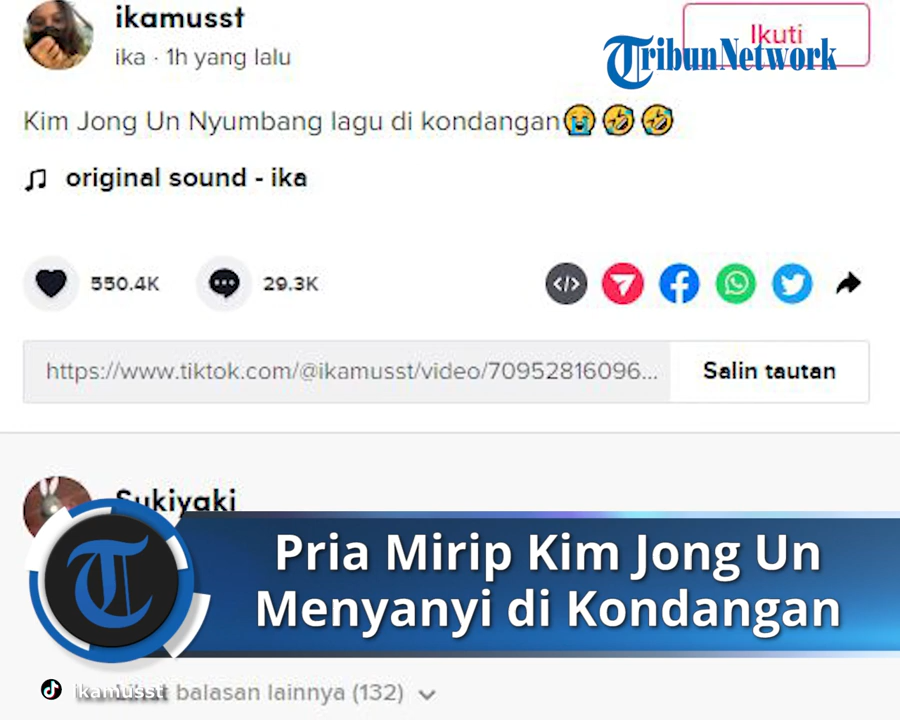 ikamusst
ika · 1h yang lalu
Ikuti
TribunNetwork
Kim Jong Un Nyumbang lagu di kondangan😭🤣🤣
original sound - ika
550.4K
29.3K
https://www.tiktok.com/@ikamusst/video/70952816096...
Salin tautan
Sukiyaki
Pria Mirip Kim Jong Un
Menyanyi di Kondangan
ikamusst
balasan lainnya (132)